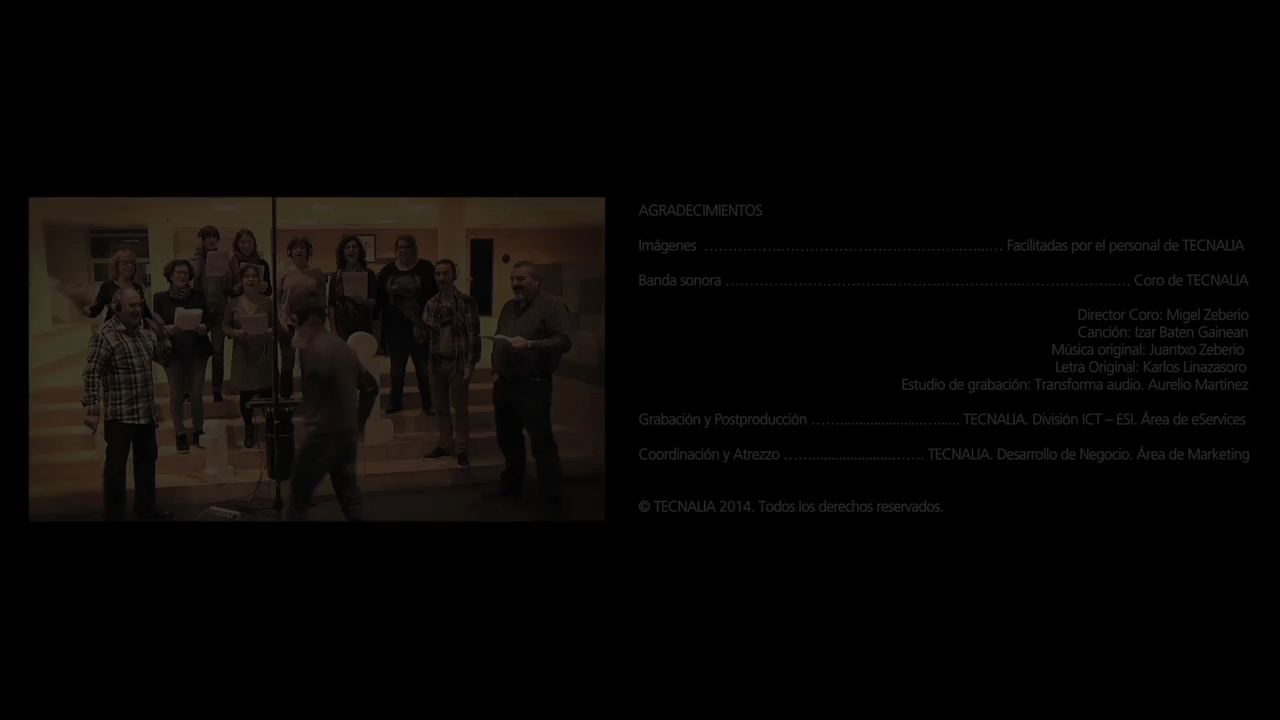 AGRADECIMIENTOS
Imágenes ................................................................ Facilitadas por el personal de TECNALIA
Banda sonora ........................................................................................ Coro de TECNALIA
Director Coro: Migel Zeberio
Canción: Izar Baten Gainean
Música original: Juantxo Zeberio
Letra Original: Karlos Linazasoro
Estudio de grabación: Transforma audio. Aurelio Martinez
Grabación y Postproducción ................................. TECNALIA. División ICT – ESI. Área de eServices
Coordinación y Atrezzo ............................... TECNALIA. Desarrollo de Negocio. Área de Marketing
© TECNALIA 2014. Todos los derechos reservados.